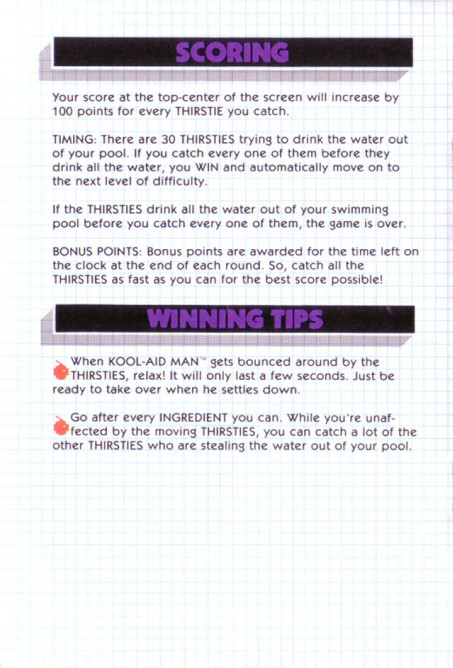 SCORING
Your score at the top-center of the screen will increase by
100 points for every THIRSTIE you catch.
TIMING: There are 30 THIRSTIES trying to drink the water out
of your pool. If you catch every one of them before they
drink all the water, you WIN and automatically move on to
the next level of difficulty.
If the THIRSTIES drink all the water out of your swimming
pool before you catch every one of them, the game is over.
BONUS POINTS: Bonus points are awarded for the time left on
the clock at the end of each round. So, catch all the
THIRSTIES as fast as you can for the best score possible!
WINNING TIPS
When KOOL-AID MAN™ gets bounced around by the
THIRSTIES, relax! It will only last a few seconds. Just be
ready to take over when he settles down.
Go after every INGREDIENT you can. While you're unaf-
fected by the moving THIRSTIES, you can catch a lot of the
other THIRSTIES who are stealing the water out of your pool.